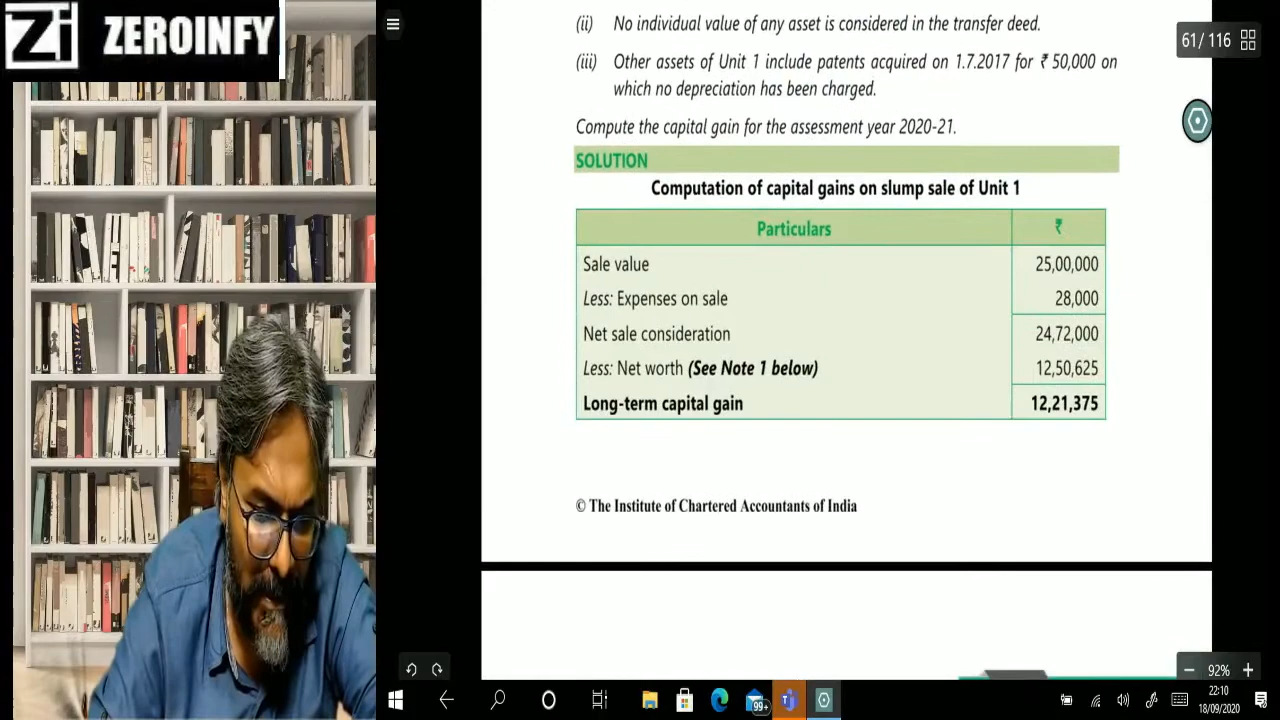 Zi ZEROINFY
(ii) No individual value of any asset is considered in the transfer deed.
61 / 116
(iii) Other assets of Unit 1 include patents acquired on 1.7.2017 for ₹ 50,000 on
which no depreciation has been charged.
Compute the capital gain for the assessment year 2020-21.
SOLUTION
Computation of capital gains on slump sale of Unit 1
Particulars ₹
Sale value 25,00,000
Less: Expenses on sale 28,000
Net sale consideration 24,72,000
Less: Net worth (See Note 1 below) 12,50,625
Long-term capital gain 12,21,375
© The Institute of Chartered Accountants of India
92%
99+
22:10
18/09/2020